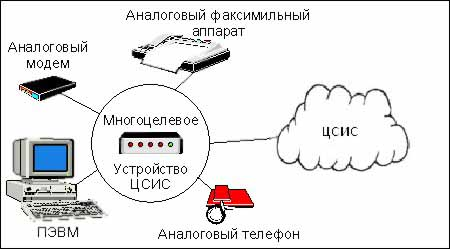 Аналоговый факсимильный
аппарат
Аналоговый
модем
Многоцелевое
Устройство
ЦСИС
ЦСИС
ПЭВМ
Аналоговый телефон